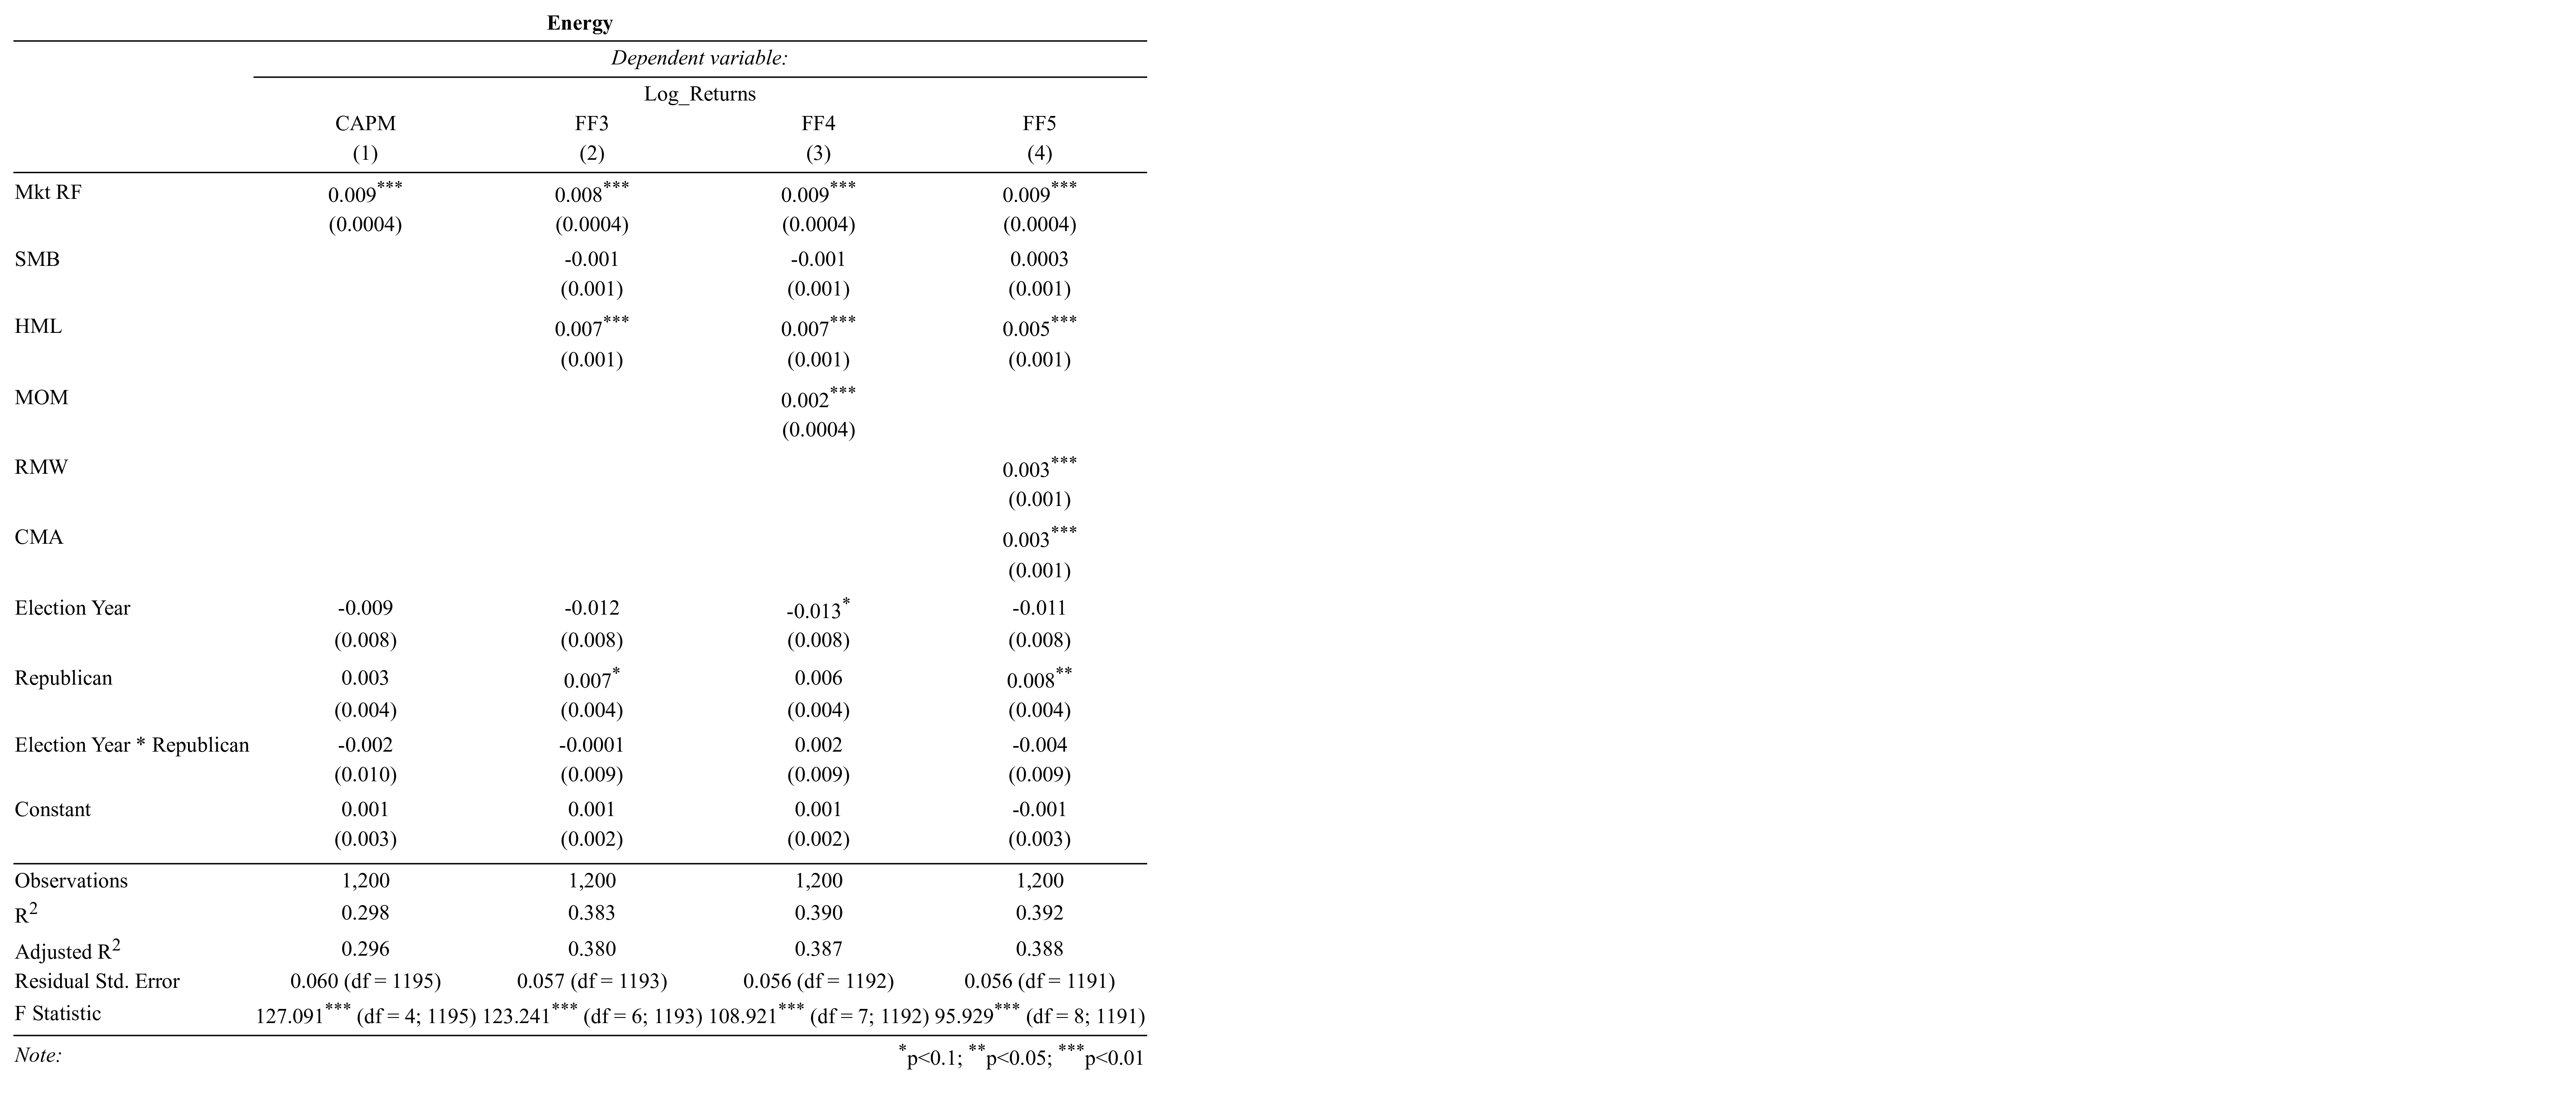 Energy
Dependent variable:
Log_Returns
CAPM FF3 FF4 FF5
(1) (2) (3) (4)
Mkt RF 0.009*** 0.008*** 0.009*** 0.009***
(0.0004) (0.0004) (0.0004) (0.0004)
SMB -0.001 -0.001 0.0003
(0.001) (0.001) (0.001)
HML 0.007*** 0.007*** 0.005***
(0.001) (0.001) (0.001)
MOM 0.002***
(0.0004)
RMW 0.003***
(0.001)
CMA 0.003***
(0.001)
Election Year -0.009 -0.012 -0.013* -0.011
(0.008) (0.008) (0.008) (0.008)
Republican 0.003 0.007* 0.006 0.008**
(0.004) (0.004) (0.004) (0.004)
Election Year * Republican -0.002 -0.0001 0.002 -0.004
(0.010) (0.009) (0.009) (0.009)
Constant 0.001 0.001 0.001 -0.001
(0.003) (0.002) (0.002) (0.003)
Observations 1,200 1,200 1,200 1,200
R2 0.298 0.383 0.390 0.392
Adjusted R2 0.296 0.380 0.387 0.388
Residual Std. Error 0.060 (df = 1195) 0.057 (df = 1193) 0.056 (df = 1192) 0.056 (df = 1191)
F Statistic 127.091*** (df = 4; 1195) 123.241*** (df = 6; 1193) 108.921*** (df = 7; 1192) 95.929*** (df = 8; 1191)
Note: *p<0.1; **p<0.05; ***p<0.01